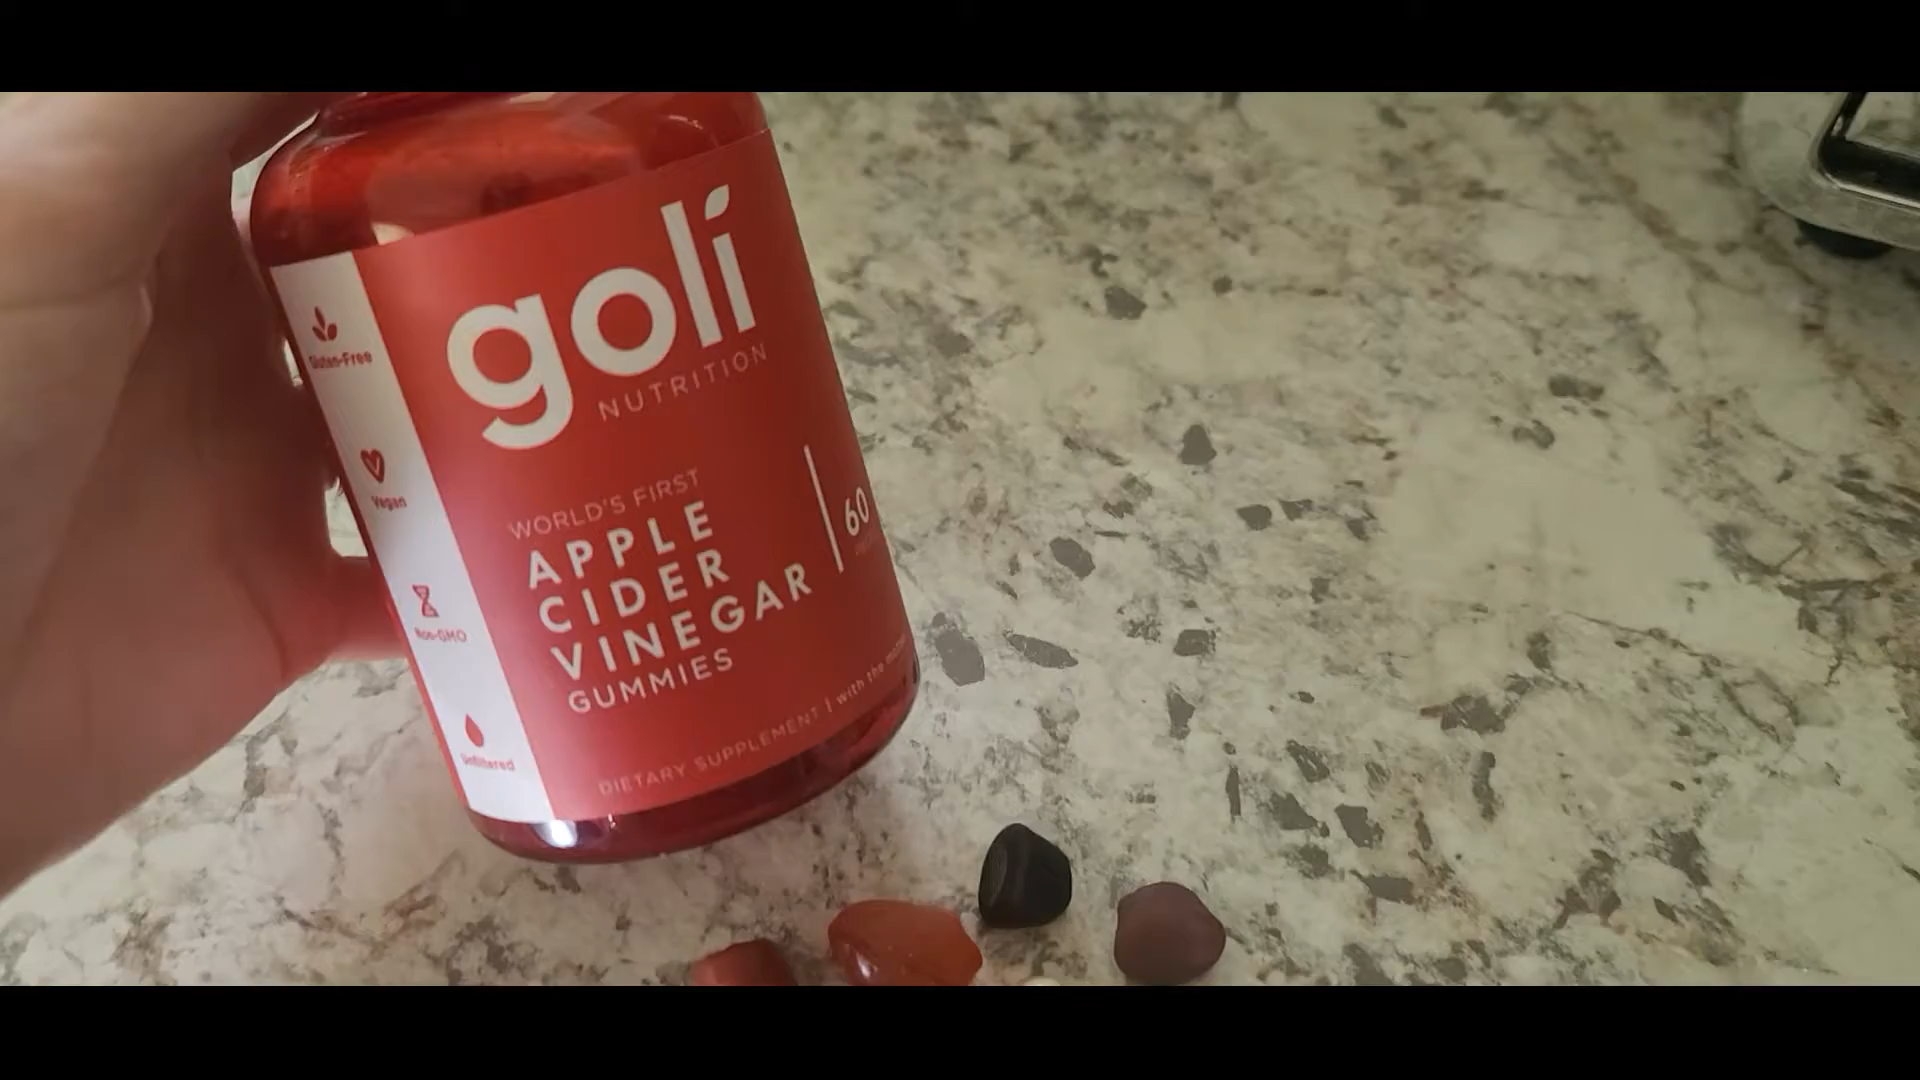 goli
NUTRITION
WORLD'S FIRST
APPLE
CIDER
VINEGAR
GUMMIES
60
DIETARY SUPPLEMENT | with the
Gluten-Free
Vegan
Non-GMO
Unfiltered